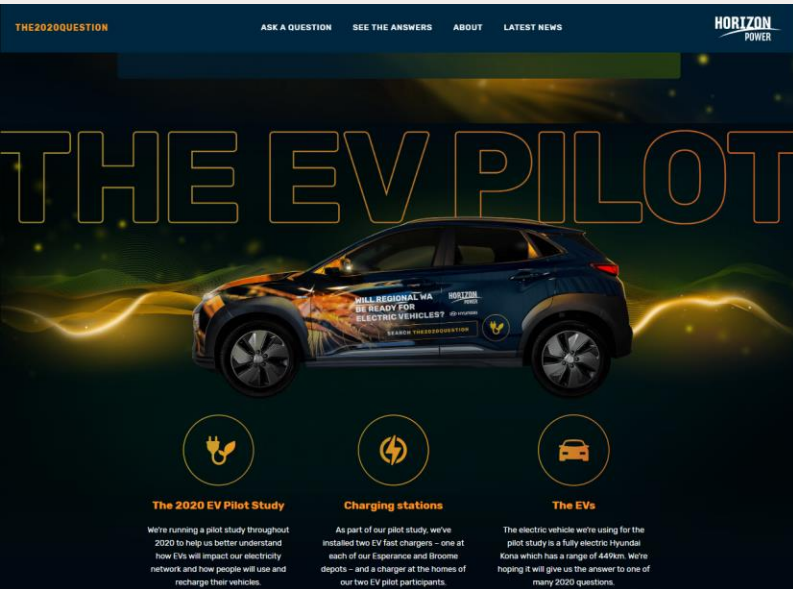 THE2020QUESTION
ASK A QUESTION
SEE THE ANSWERS
ABOUT
LATEST NEWS
HORIZON
POWER
THE EV PILOT
WILL REGIONAL WA
BE READY FOR
ELECTRIC VEHICLES?
HORIZON
POWER
HYUNDAI
SEARCH THE2020QUESTION
The 2020 EV Pilot Study
We're running a pilot study throughout
2020 to help us better understand
how EVs will impact our electricity
network and how people will use and
recharge their vehicles.
Charging stations
As part of our pilot study, we've
installed two EV fast chargers – one at
each of our Esperance and Broome
depots – and a charger at the homes of
our two EV pilot participants.
The EVs
The electric vehicle we're using for the
pilot study is a fully electric Hyundai
Kona which has a range of 449km. We're
hoping it will give us the answer to one of
many 2020 questions.